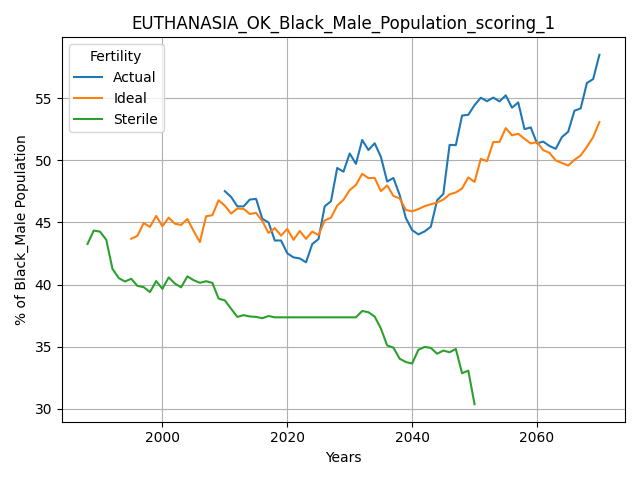 EUTHANASIA_OK_Black_Male_Population_scoring_1
Fertility
Actual
Ideal
Sterile
% of Black_Male Population
55
50
45
40
35
30
2000
2020
2040
2060
Years